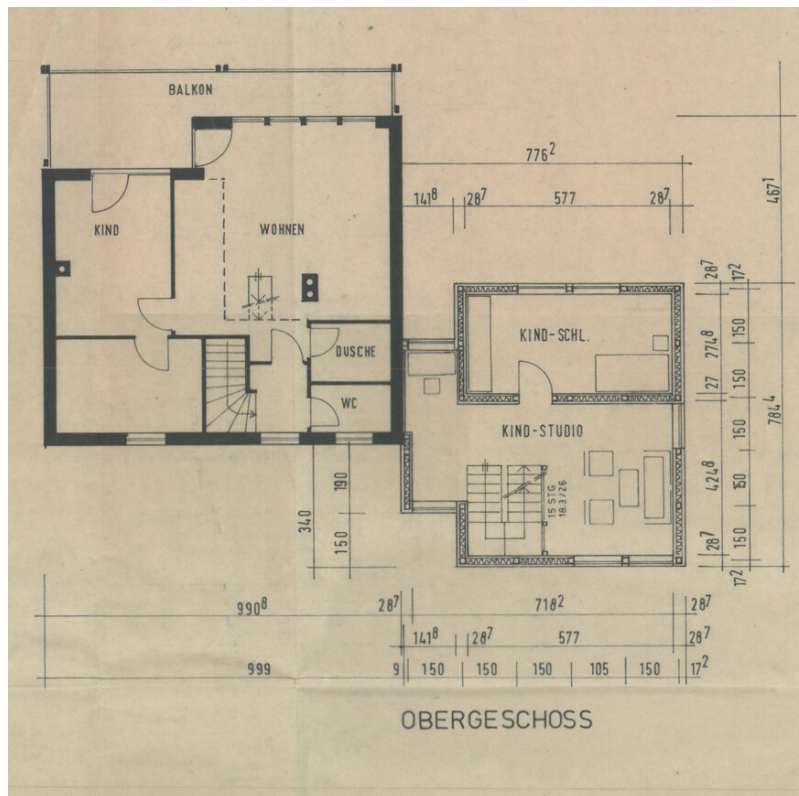 BALKON
776²
467¹
141⁸ 28⁷ 577 28⁷
KIND
WOHNEN
28⁷ 17²
KIND-SCHL.
274⁸ 150
DUSCHE
27 150
WC
784⁴
KIND-STUDIO
150
15 STG
18.3/26
424⁸ 150
190
340
150
28⁷ 150
17²
990⁸ 28⁷ 718² 28⁷
141⁸ 28⁷ 577 28⁷
999 9 150 150 150 105 150 17²
OBERGESCHOSS